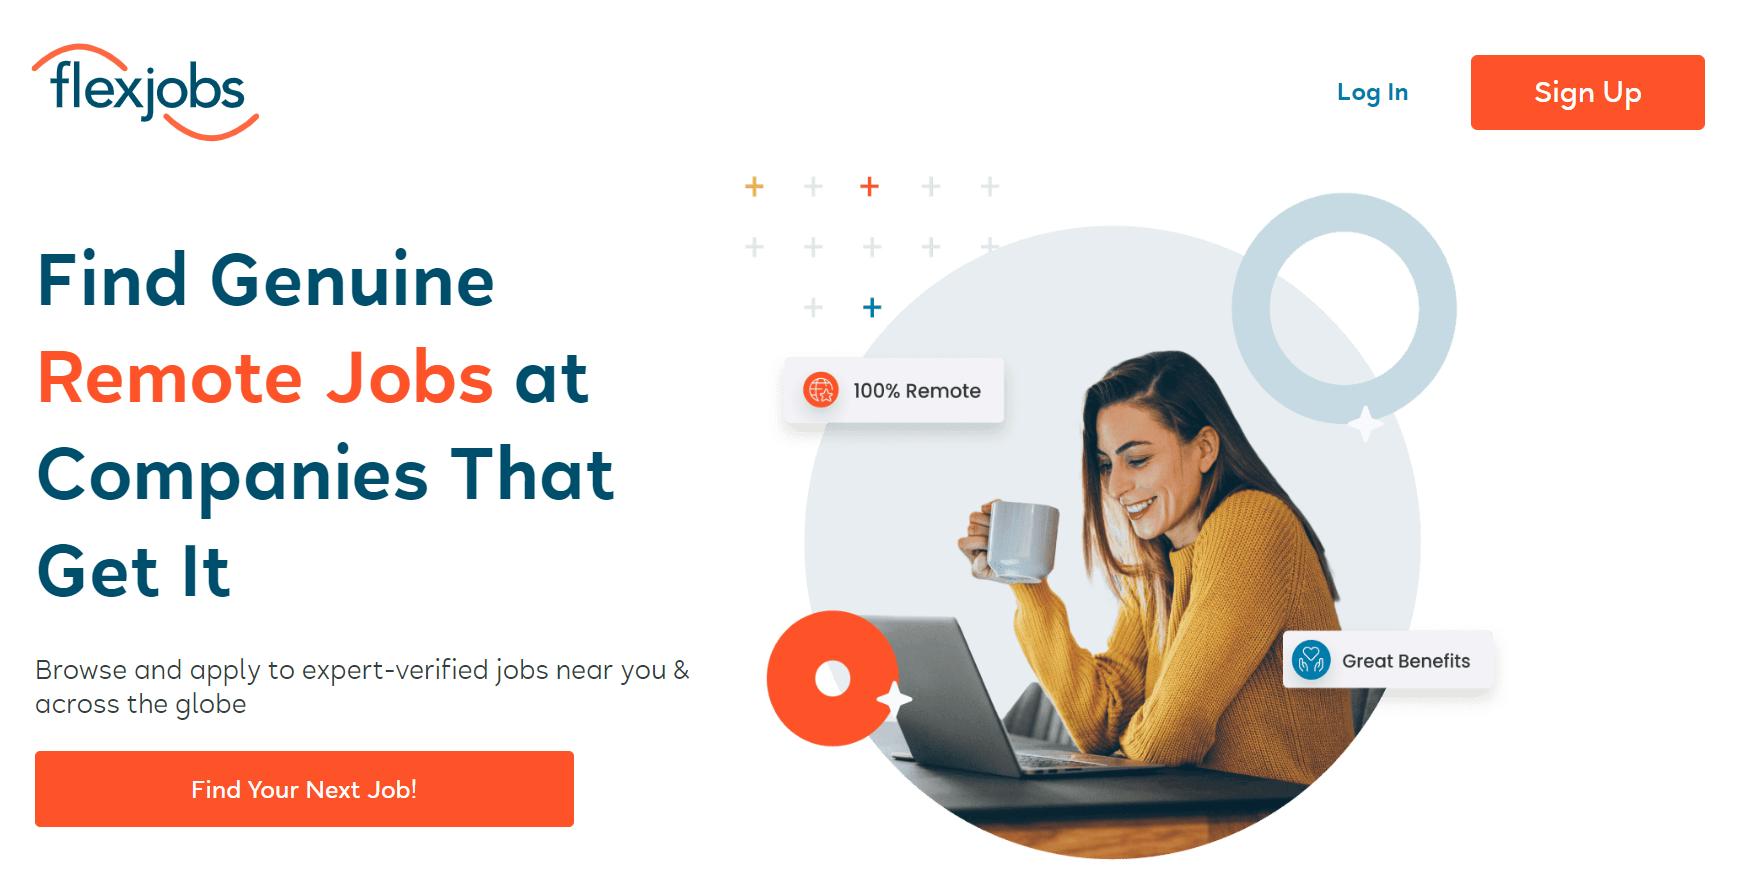 flexjobs
Log In
Sign Up
Find Genuine
Remote Jobs at
Companies That
Get It
Browse and apply to expert-verified jobs near you &
across the globe
Find Your Next Job!
100% Remote
Great Benefits